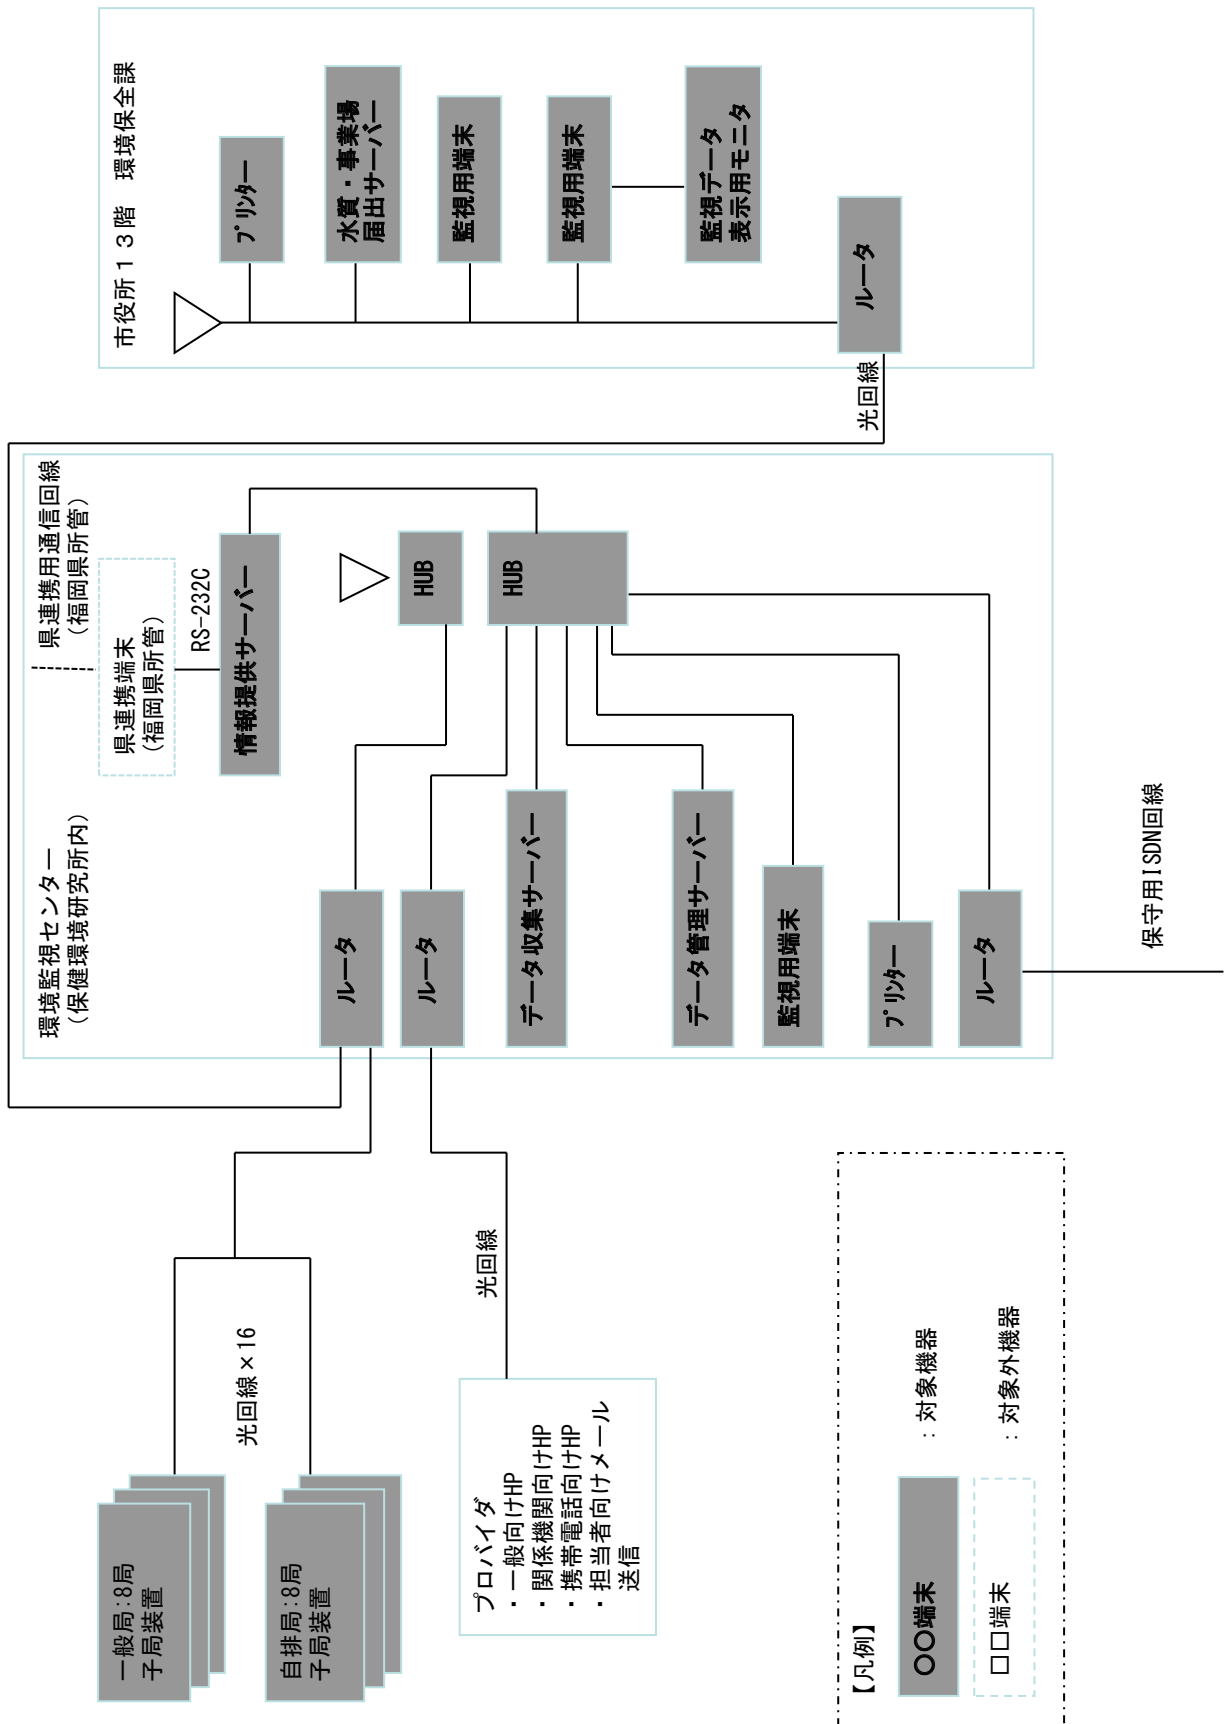 一般局：8局
子局装置
自排局：8局
子局装置
光回線×16
プロバイダ
・一般向けHP
・関係機関向けHP
・携帯電話向けHP
・担当者向けメール
送信
光回線
【凡例】
〇〇端末
：対象機器
□□端末
：対象外機器
環境監視センター
（保健環境研究所内）
県連携端末
（福岡県所管）
県連携用通信回線
（福岡県所管）
RS-232C
情報提供サーバー
ルータ
ルータ
HUB
HUB
データ収集サーバー
データ管理サーバー
監視用端末
プリンター
ルータ
保守用ISDN回線
市役所１３階　環境保全課
プリンター
水質・事業場
届出サーバー
監視用端末
監視用端末
監視データ
表示用モニタ
ルータ
光回線